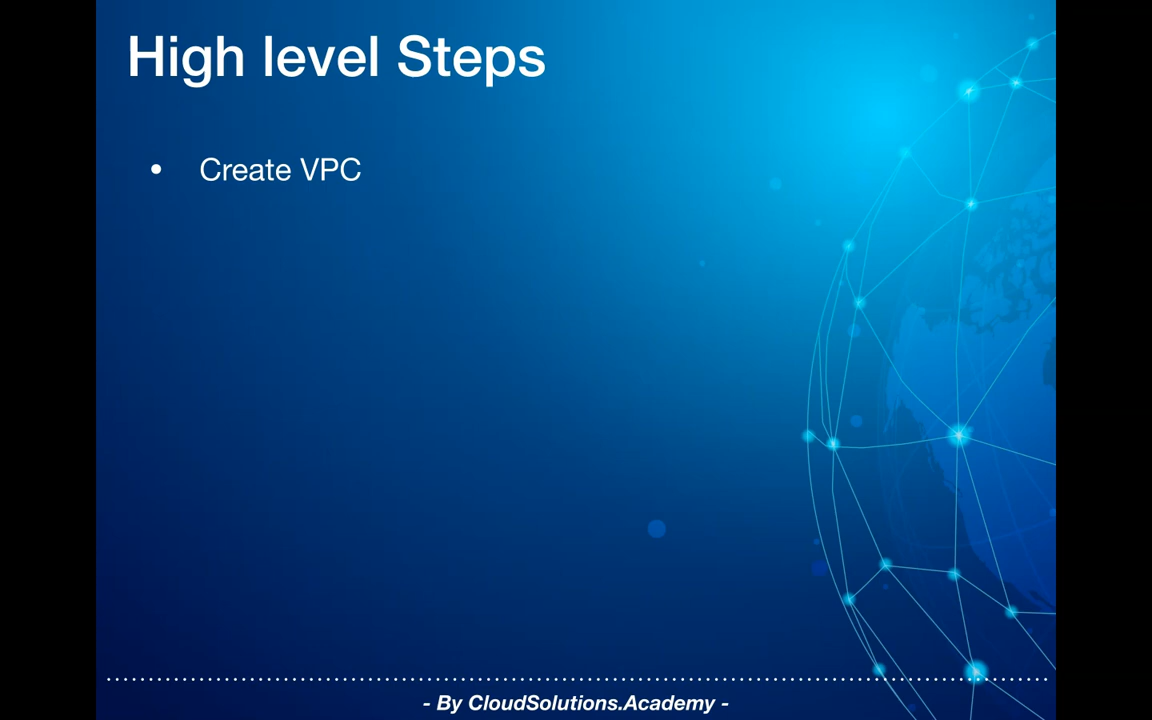 High level Steps
• Create VPC
- By CloudSolutions.Academy -